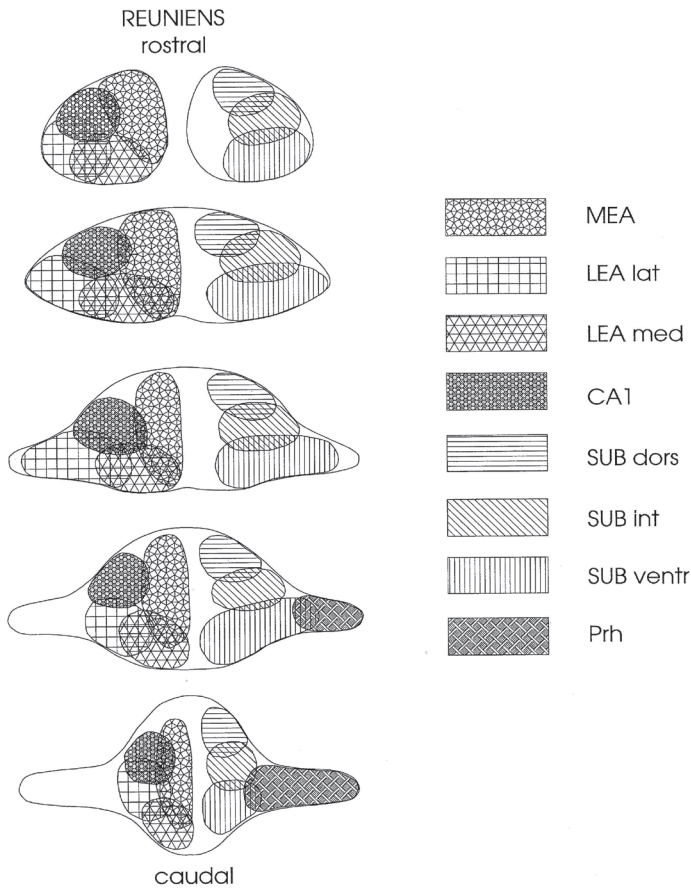 REUNIENS
rostral
MEA
LEA lat
LEA med
CA1
SUB dors
SUB int
SUB ventr
Prh
caudal